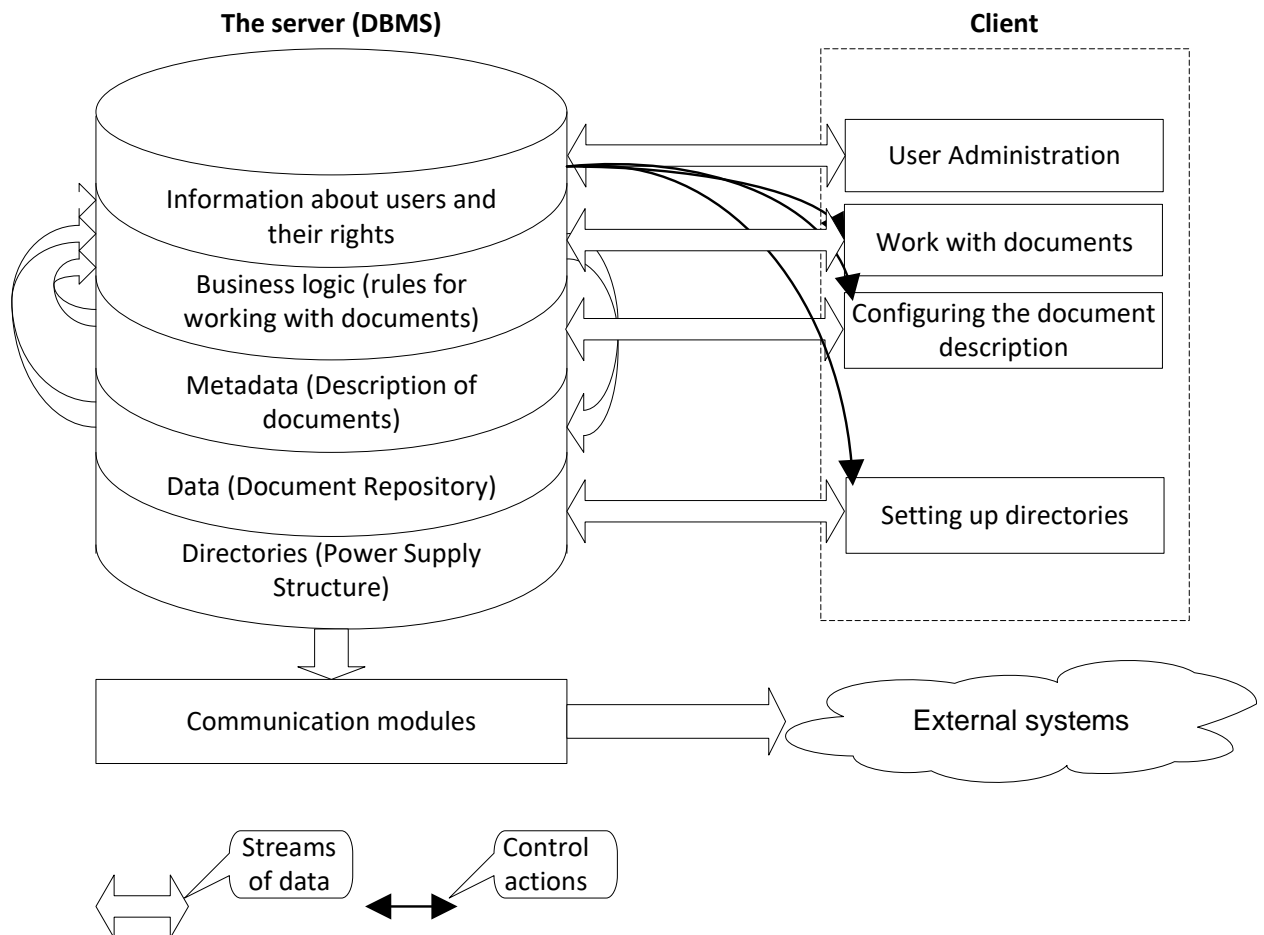 The server (DBMS)
Client
Information about users and
their rights
Business logic (rules for
working with documents)
Metadata (Description of
documents)
Data (Document Repository)
Directories (Power Supply
Structure)
User Administration
Work with documents
Configuring the document
description
Setting up directories
Communication modules
External systems
Streams
of data
Control
actions